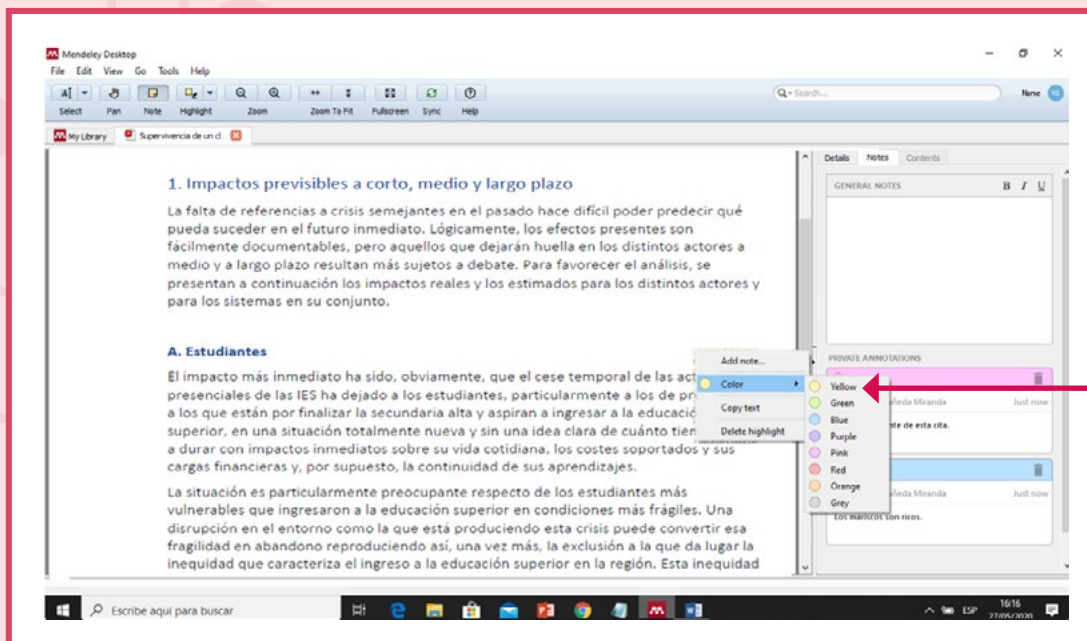 Mendeley Desktop
File Edit View Go Tools Help
Search...
Name
Select Pan Note Highlight Zoom Zoom To Fit Fullscreen Sync Help
My Library Supervivencia de un d...
Details Notes Contents
GENERAL NOTES B I U
1. Impactos previsibles a corto, medio y largo plazo
La falta de referencias a crisis semejantes en el pasado hace difícil poder predecir qué
pueda suceder en el futuro inmediato. Lógicamente, los efectos presentes son
fácilmente documentables, pero aquellos que dejarán huella en los distintos actores a
medio y a largo plazo resultan más sujetos a debate. Para favorecer el análisis, se
presentan a continuación los impactos reales y los estimados para los distintos actores y
para los sistemas en su conjunto.
A. Estudiantes
El impacto más inmediato ha sido, obviamente, que el cese temporal de las act
presenciales de las IES ha dejado a los estudiantes, particularmente a los de pr
a los que están por finalizar la secundaria alta y aspiran a ingresar a la educació
superior, en una situación totalmente nueva y sin una idea clara de cuánto tien
a durar con impactos inmediatos sobre su vida cotidiana, los costes soportados y sus
cargas financieras y, por supuesto, la continuidad de sus aprendizajes.
La situación es particularmente preocupante respecto de los estudiantes más
vulnerables que ingresaron a la educación superior en condiciones más frágiles. Una
disrupción en el entorno como la que está produciendo esta crisis puede convertir esa
fragilidad en abandono reproduciendo así, una vez más, la exclusión a la que da lugar la
inequidad que caracteriza el ingreso a la educación superior en la región. Esta inequidad
Add note...
Color
Copy text
Delete highlight
Yellow
Green
Blue
Purple
Pink
Red
Orange
Grey
PRIVATE ANNOTATIONS
ñeda Miranda Just now
te de esta cita.
ñeda Miranda Just now
Los mariscos son ricos.
Escribe aquí para buscar
ESP
16:16
27/05/2020